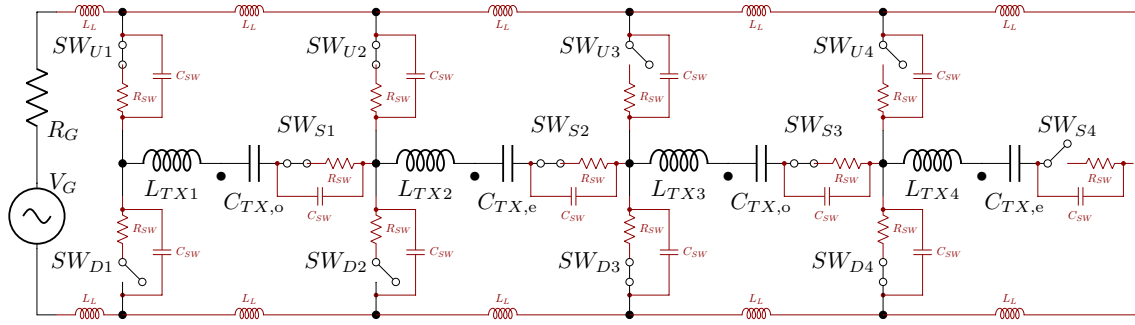 L_L L_L L_L L_L L_L
SW_{U1} SW_{U2} SW_{U3} SW_{U4}
C_{SW} C_{SW} C_{SW} C_{SW}
R_{SW} R_{SW} R_{SW} R_{SW}
R_G SW_{S1} SW_{S2} SW_{S3} SW_{S4}
V_G R_{SW} R_{SW} R_{SW} R_{SW}
L_{TX1} L_{TX2} L_{TX3} L_{TX4}
C_{TX,o} C_{TX,e} C_{TX,o} C_{TX,e}
C_{SW} C_{SW} C_{SW} C_{SW}
R_{SW} R_{SW} R_{SW} R_{SW}
C_{SW} C_{SW} C_{SW} C_{SW}
SW_{D1} SW_{D2} SW_{D3} SW_{D4}
L_L L_L L_L L_L L_L